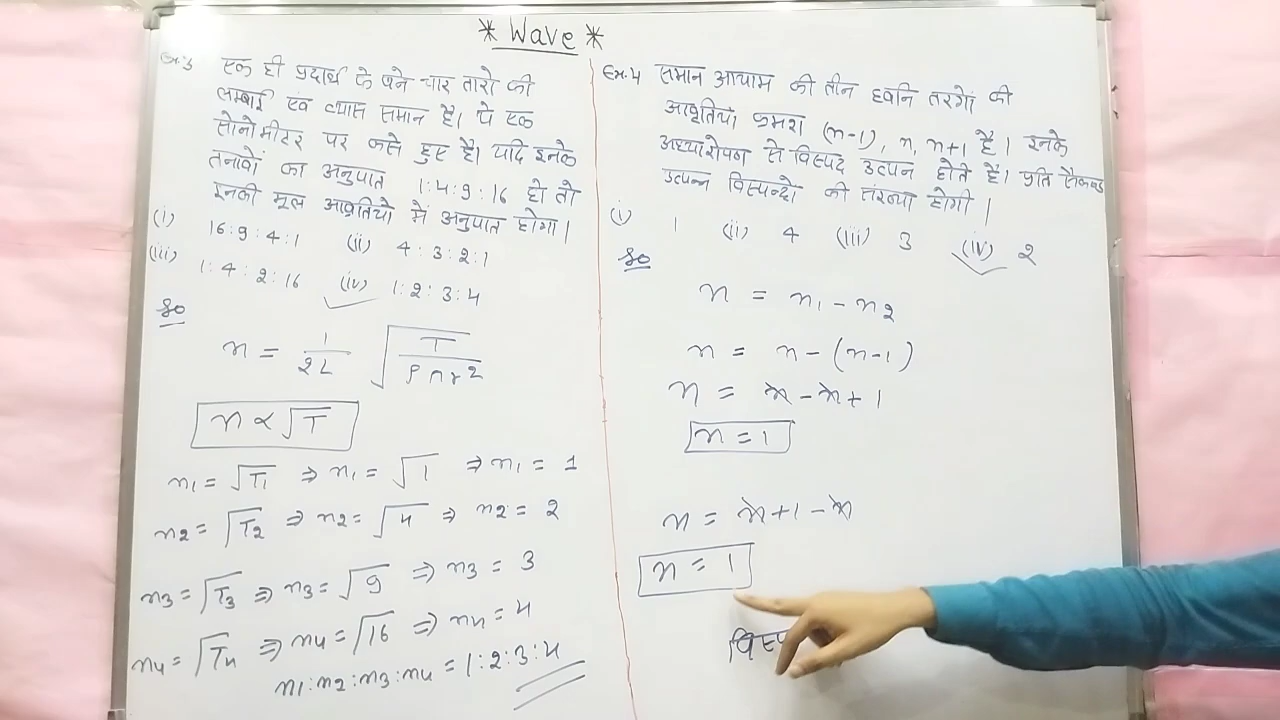 * Wave *
Ex.3 एक ही प्रदार्थ के बने चार तारो की
लम्बाई एवं व्यास समान है। ये एक
सोनोमीटर पर कसे हुए है। यदि इनके
तनावों का अनुपात 1:4:9:16 हो तो
इनकी मूल आवृतियो में अनुपात होगा।
(i) 16:9:4:1 (ii) 4:3:2:1
(iii) 1:4:2:16 (iv) 1:2:3:4
So
n = 1/2L √T/ρπr2
n ∝ √T
n1 = √T1 ⇒ n1 = √1 ⇒ n1 = 1
n2 = √T2 ⇒ n2 = √4 ⇒ n2 = 2
n3 = √T3 ⇒ n3 = √9 ⇒ n3 = 3
n4 = √T4 ⇒ n4 = √16 ⇒ n4 = 4
n1:n2:n3:n4 = 1:2:3:4
Ex.4 समान आयाम की तीन ध्वनि तरगों की
आवृतियां क्रमश (n-1), n, n+1 है। इनके
अध्यारोपण से विस्पद उत्पन होते है। प्रति सैकण्ड
उत्पन्न विस्पन्दो की संख्या होगी।
(i) 1 (ii) 4 (iii) 3 (iv) 2
So
n = n1 - n2
n = n - (n-1)
n = n - n + 1
n = 1
n = n+1 - n
n = 1